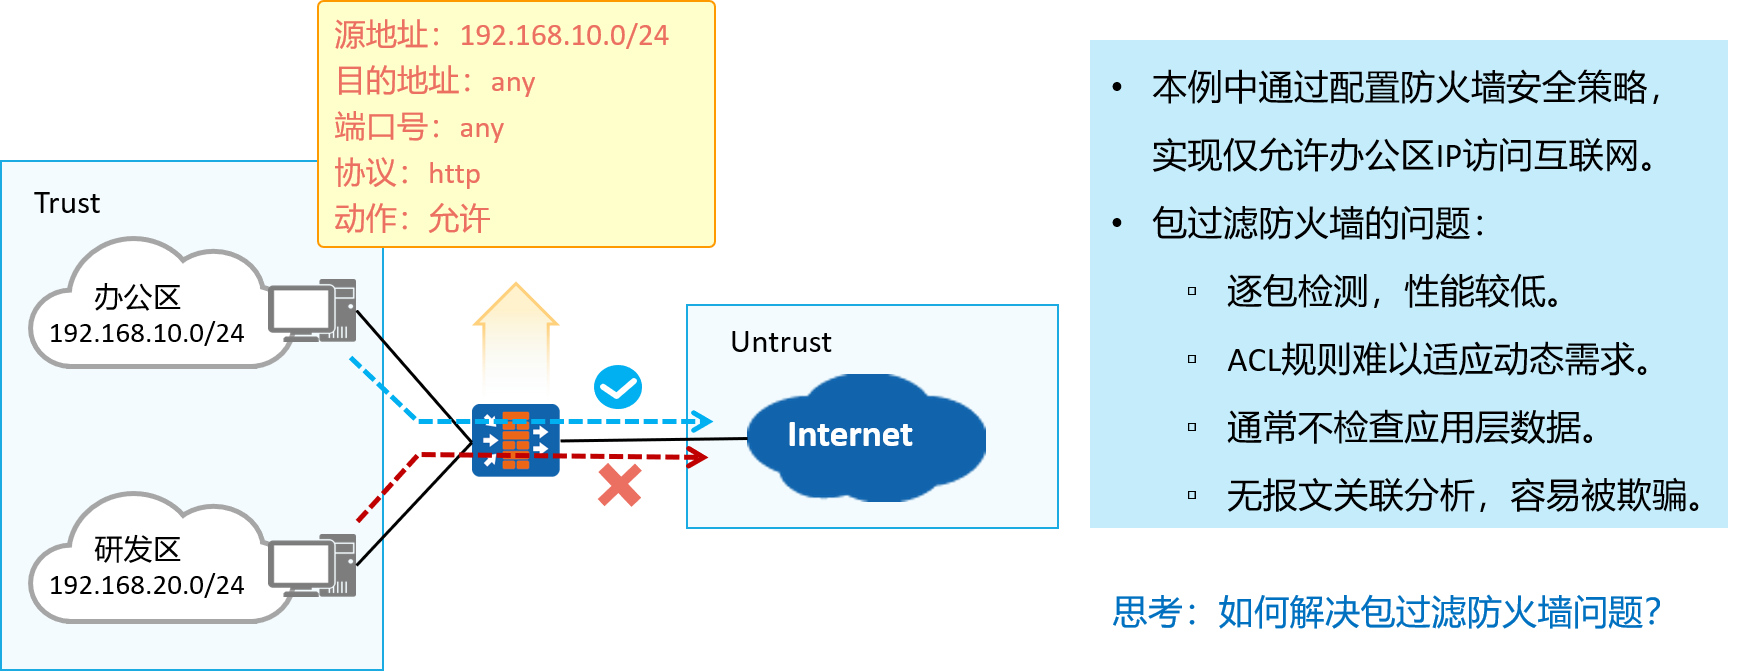 源地址：192.168.10.0/24
目的地址：any
端口号：any
协议：http
动作：允许
Trust
办公区
192.168.10.0/24
研发区
192.168.20.0/24
Untrust
Internet
• 本例中通过配置防火墙安全策略，
实现仅允许办公区IP访问互联网。
• 包过滤防火墙的问题：
▫ 逐包检测，性能较低。
▫ ACL规则难以适应动态需求。
▫ 通常不检查应用层数据。
▫ 无报文关联分析，容易被欺骗。
思考：如何解决包过滤防火墙问题？